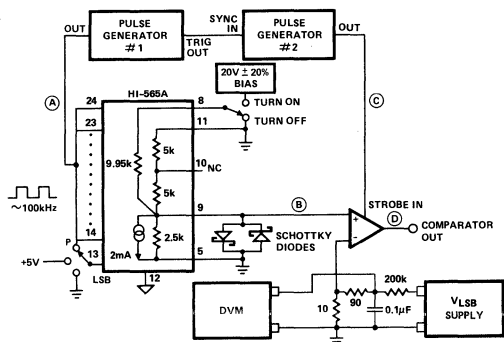 OUT
PULSE
GENERATOR
#1
TRIG
OUT
SYNC
IN
PULSE
GENERATOR
#2
OUT
A
C
20V ± 20%
BIAS
HI-565A
TURN ON
TURN OFF
24
23
14
13
8
11
10
NC
9
5
12
9.95k
5k
5k
2.5k
2mA
B
~100kHz
P
+5V
LSB
SCHOTTKY
DIODES
STROBE IN
+
−
D
COMPARATOR
OUT
DVM
10
90
200k
0.1µF
VLSB
SUPPLY